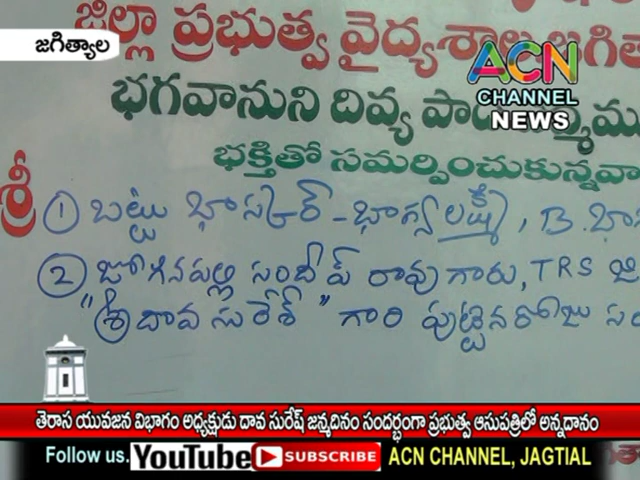 జగిత్యాల
జిల్లా ప్రభుత్వ వైద్యశాల
ACN
CHANNEL
NEWS
భగవానుని దివ్య
భక్తితో సమర్పించుకున్నవా
శ్రీ
① బట్టు భాస్కర్ - భాగ్యలక్ష్మీ, B.
② జోగినపల్లి సందీప్ రావు గారు, TRS జి
"శ్రీ దావ సురేశ్" గారి పుట్టినరోజు
తెరాస యువజన విభాగం అధ్యక్షుడు దావ సురేష్ జన్మదినం సందర్భంగా ప్రభుత్వ ఆసుపత్రిలో అన్నదానం
Follow us. YouTube SUBSCRIBE ACN CHANNEL, JAGTIAL